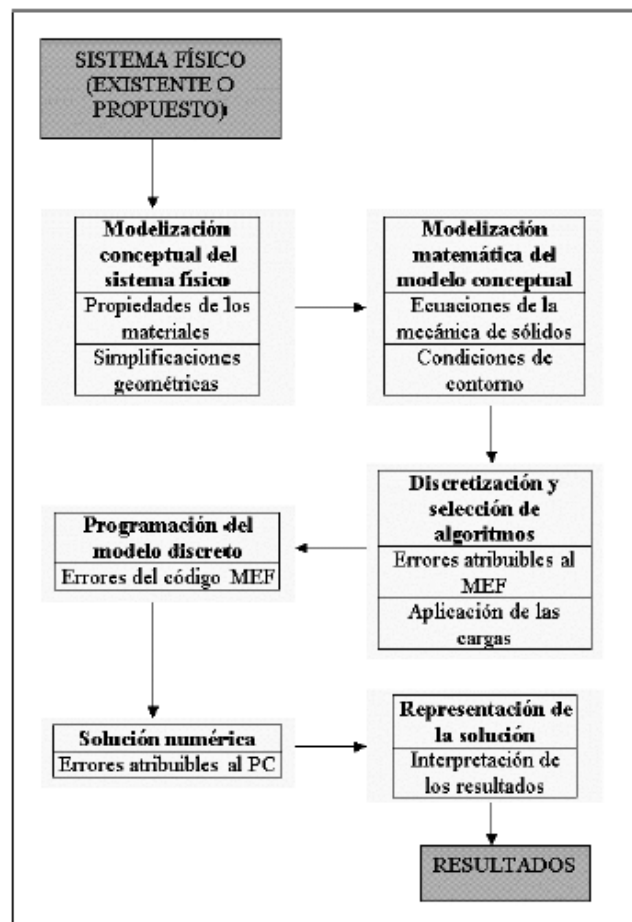 SISTEMA FÍSICO
(EXISTENTE O
PROPUESTO)
Modelización
conceptual del
sistema físico
Propiedades de los
materiales
Simplificaciones
geométricas
Modelización
matemática del
modelo conceptual
Ecuaciones de la
mecánica de sólidos
Condiciones de
contorno
Discretización y
selección de
algoritmos
Errores atribuibles al
MEF
Aplicación de las
cargas
Programación del
modelo discreto
Errores del código MEF
Solución numérica
Errores atribuibles al PC
Representación de
la solución
Interpretación de
los resultados
RESULTADOS